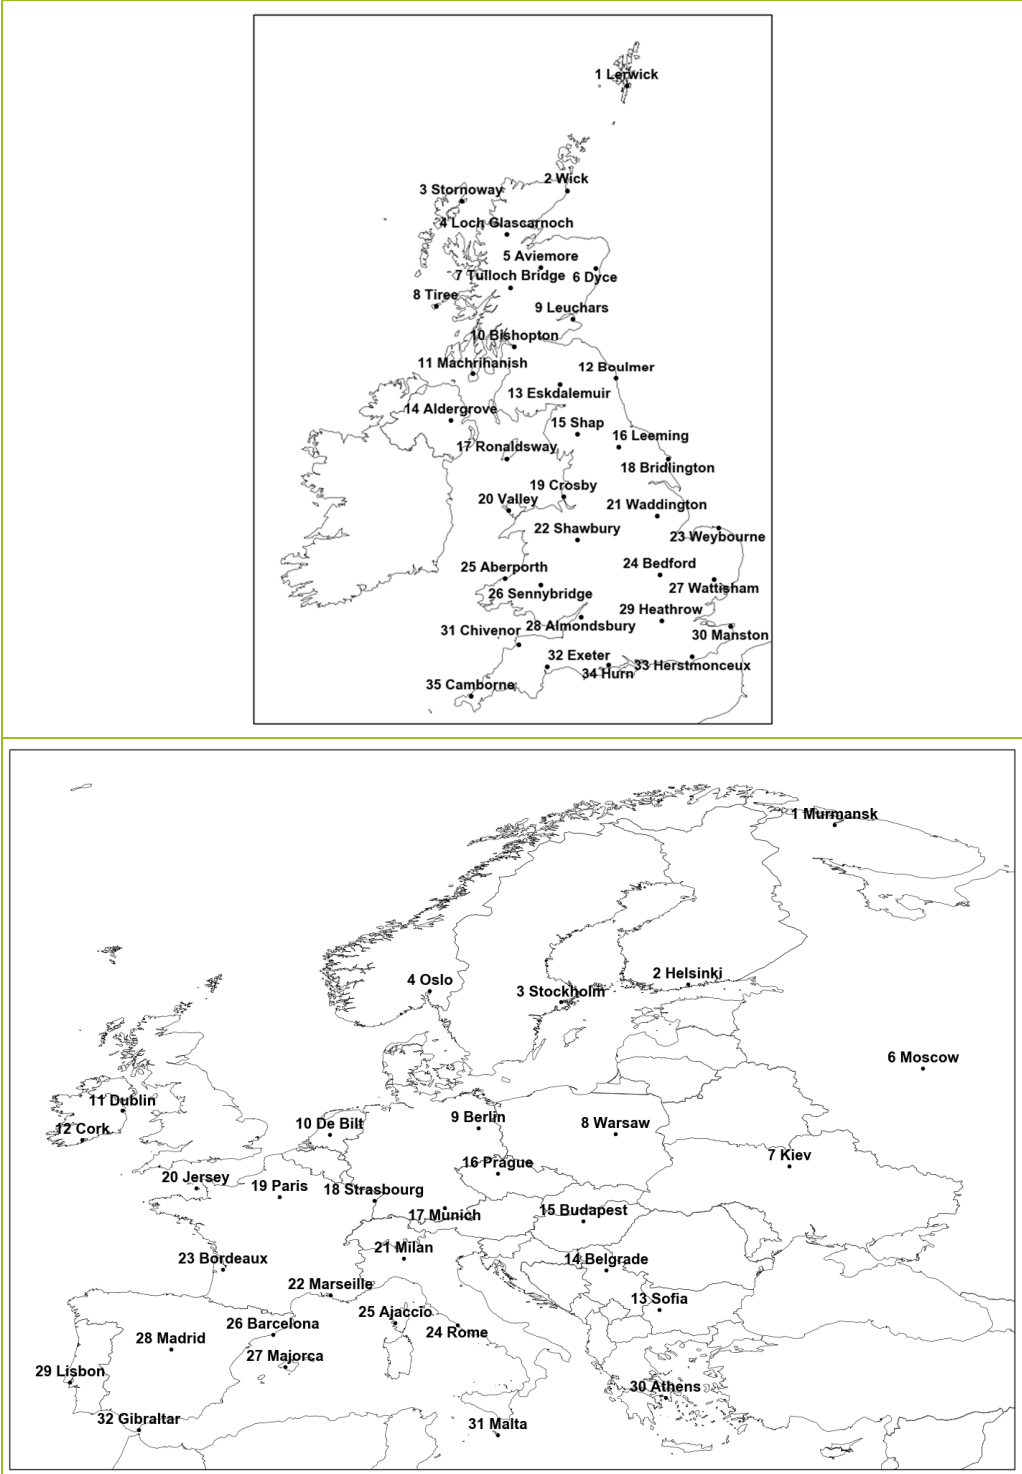 1 Lerwick
2 Wick
3 Stornoway
4 Loch Glascarnoch
5 Aviemore
7 Tulloch Bridge
6 Dyce
8 Tiree
9 Leuchars
10 Bishopton
11 Machrihanish
12 Boulmer
13 Eskdalemuir
14 Aldergrove
15 Shap
16 Leeming
17 Ronaldsway
18 Bridlington
19 Crosby
20 Valley
21 Waddington
22 Shawbury
23 Weybourne
24 Bedford
25 Aberporth
26 Sennybridge
27 Wattisham
29 Heathrow
28 Almondsbury
31 Chivenor
30 Manston
32 Exeter
33 Herstmonceux
34 Hurn
35 Camborne
1 Murmansk
2 Helsinki
4 Oslo
3 Stockholm
6 Moscow
11 Dublin
9 Berlin
10 De Bilt
8 Warsaw
12 Cork
7 Kiev
16 Prague
20 Jersey
19 Paris
18 Strasbourg
15 Budapest
17 Munich
21 Milan
23 Bordeaux
14 Belgrade
22 Marseille
13 Sofia
25 Ajaccio
26 Barcelona
24 Rome
28 Madrid
27 Majorca
29 Lisbon
30 Athens
32 Gibraltar
31 Malta